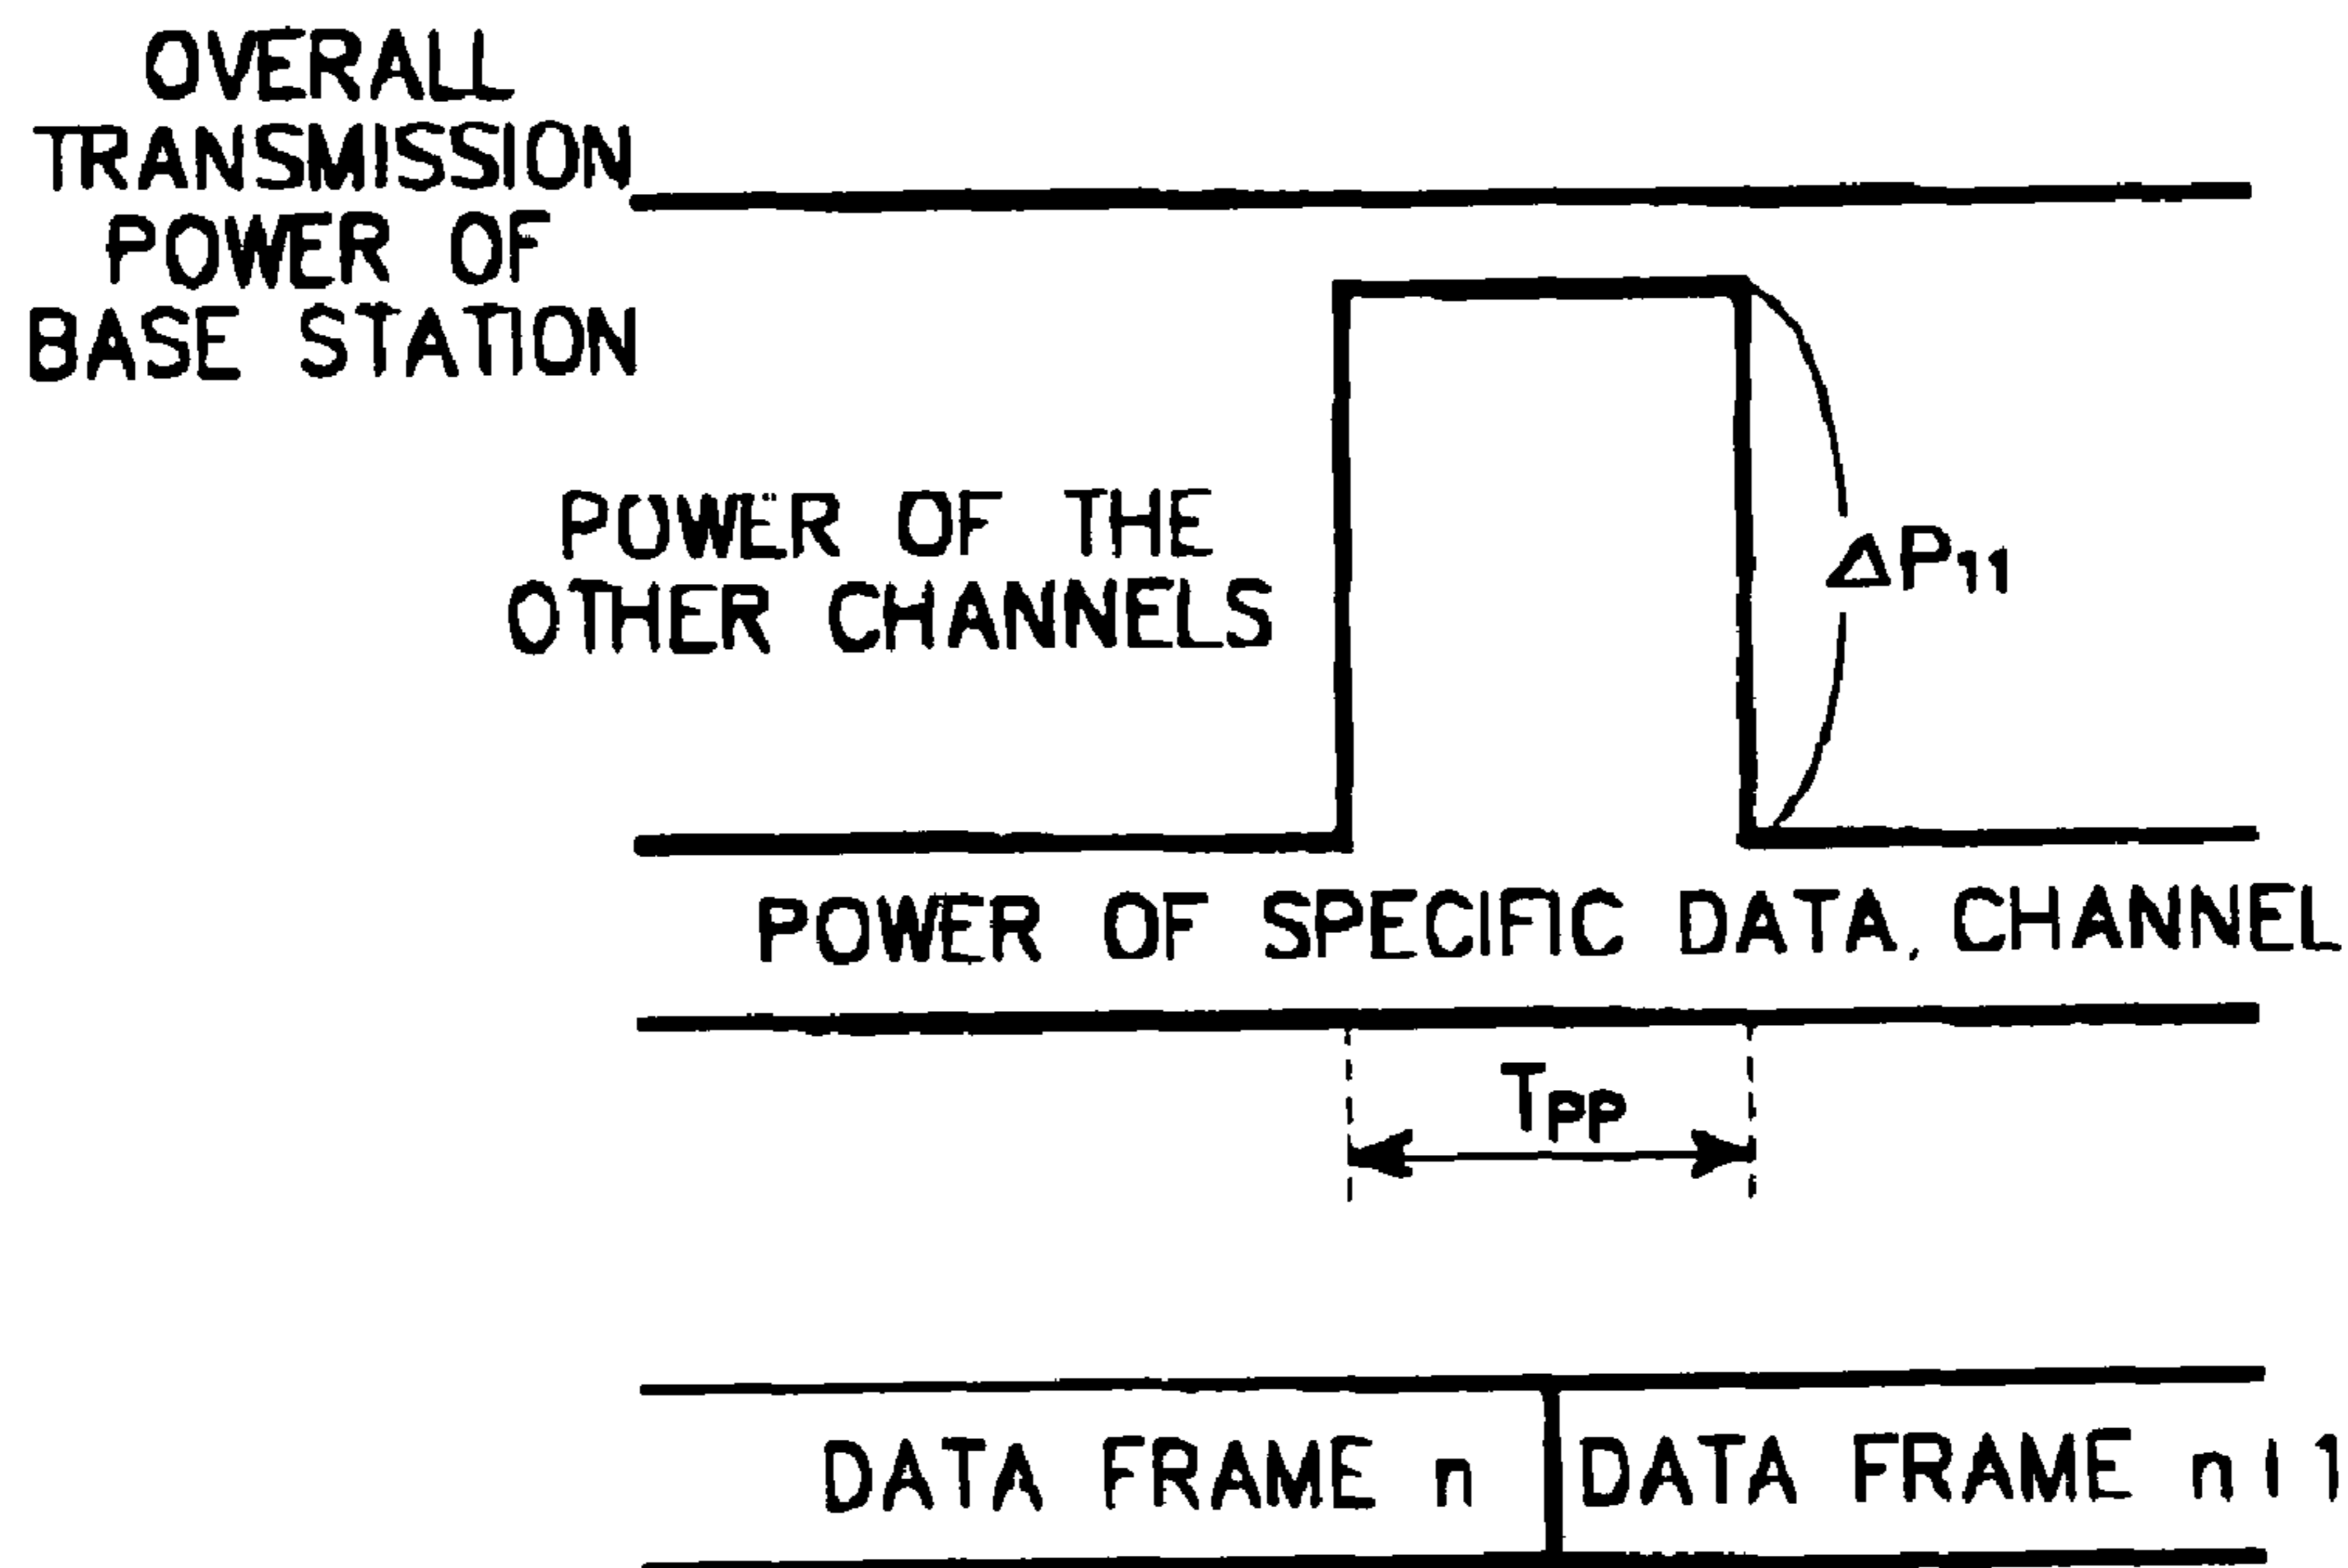 OVERALL
TRANSMISSION
POWER OF
BASE STATION
POWER OF THE
OTHER CHANNELS
ΔP11
POWER OF SPECIFIC DATA, CHANNEL
TPP
DATA FRAME n
DATA FRAME n+1